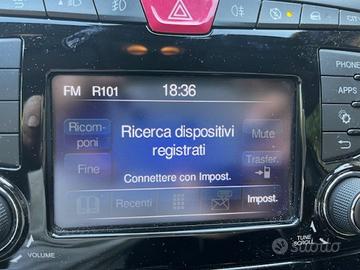 FM R101 18:36
PHONE
APPS
Ricom-
poni
Ricerca dispositivi
registrati
Mute
Fine
Trasfer.
Connettere con Impost.
Recenti
Impost.
VOLUME
TUNE
SCROLL
subito